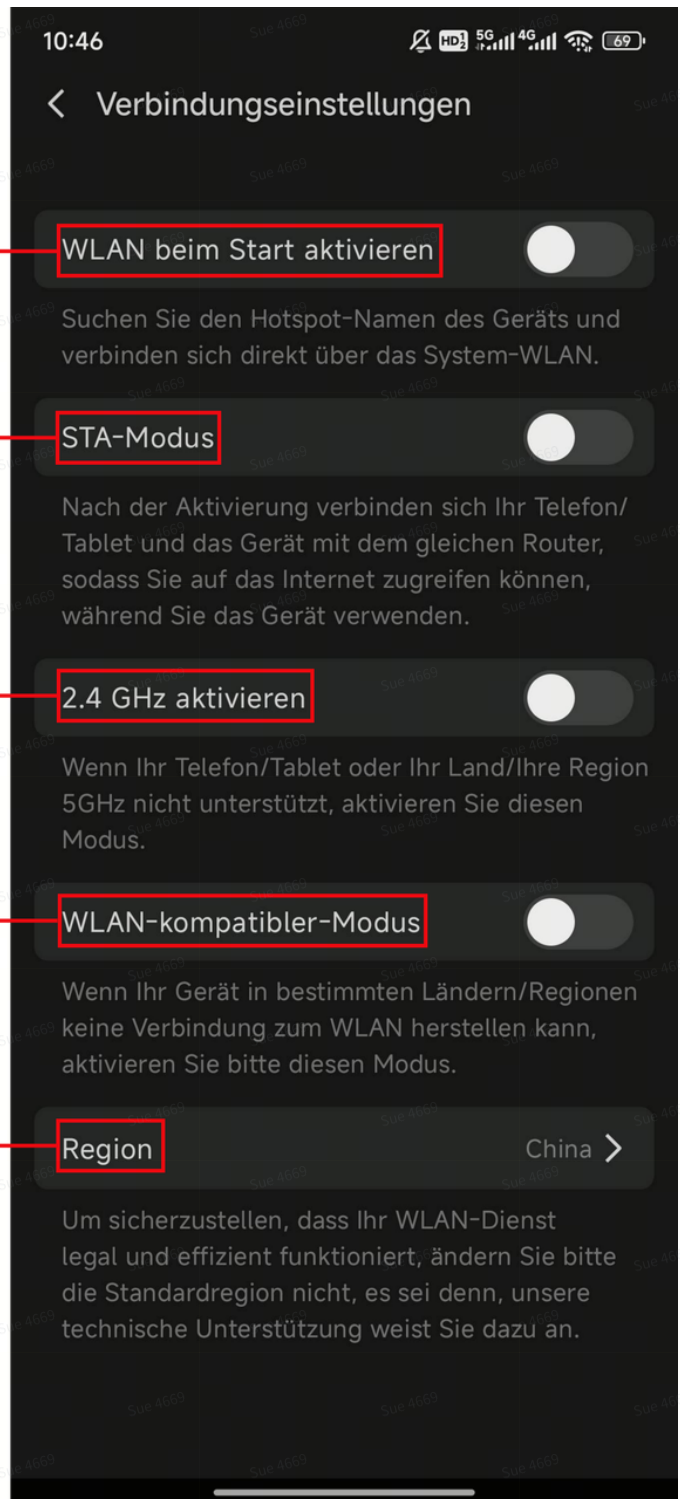 10:46
HD 5G 4G 69
Verbindungseinstellungen
WLAN beim Start aktivieren
Suchen Sie den Hotspot-Namen des Geräts und
verbinden sich direkt über das System-WLAN.
STA-Modus
Nach der Aktivierung verbinden sich Ihr Telefon/
Tablet und das Gerät mit dem gleichen Router,
sodass Sie auf das Internet zugreifen können,
während Sie das Gerät verwenden.
2.4 GHz aktivieren
Wenn Ihr Telefon/Tablet oder Ihr Land/Ihre Region
5GHz nicht unterstützt, aktivieren Sie diesen
Modus.
WLAN-kompatibler-Modus
Wenn Ihr Gerät in bestimmten Ländern/Regionen
keine Verbindung zum WLAN herstellen kann,
aktivieren Sie bitte diesen Modus.
Region China
Um sicherzustellen, dass Ihr WLAN-Dienst
legal und effizient funktioniert, ändern Sie bitte
die Standardregion nicht, es sei denn, unsere
technische Unterstützung weist Sie dazu an.
Sue 4669